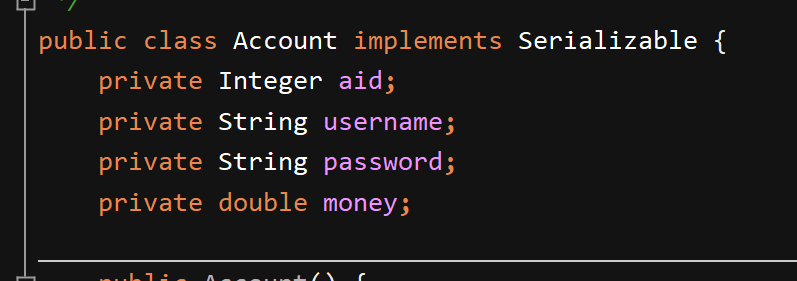 */
public class Account implements Serializable {
private Integer aid;
private String username;
private String password;
private double money;
public Account() {